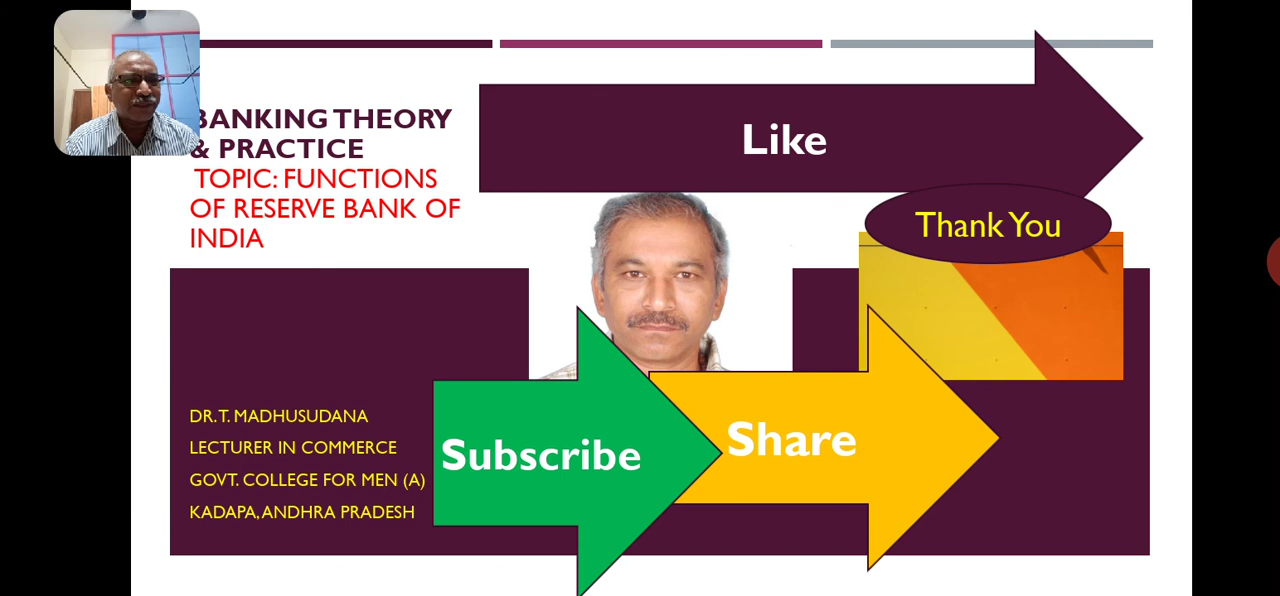 BANKING THEORY
& PRACTICE
TOPIC: FUNCTIONS
OF RESERVE BANK OF
INDIA
Like
Thank You
DR.T. MADHUSUDANA
LECTURER IN COMMERCE
GOVT. COLLEGE FOR MEN (A)
KADAPA, ANDHRA PRADESH
Subscribe
Share